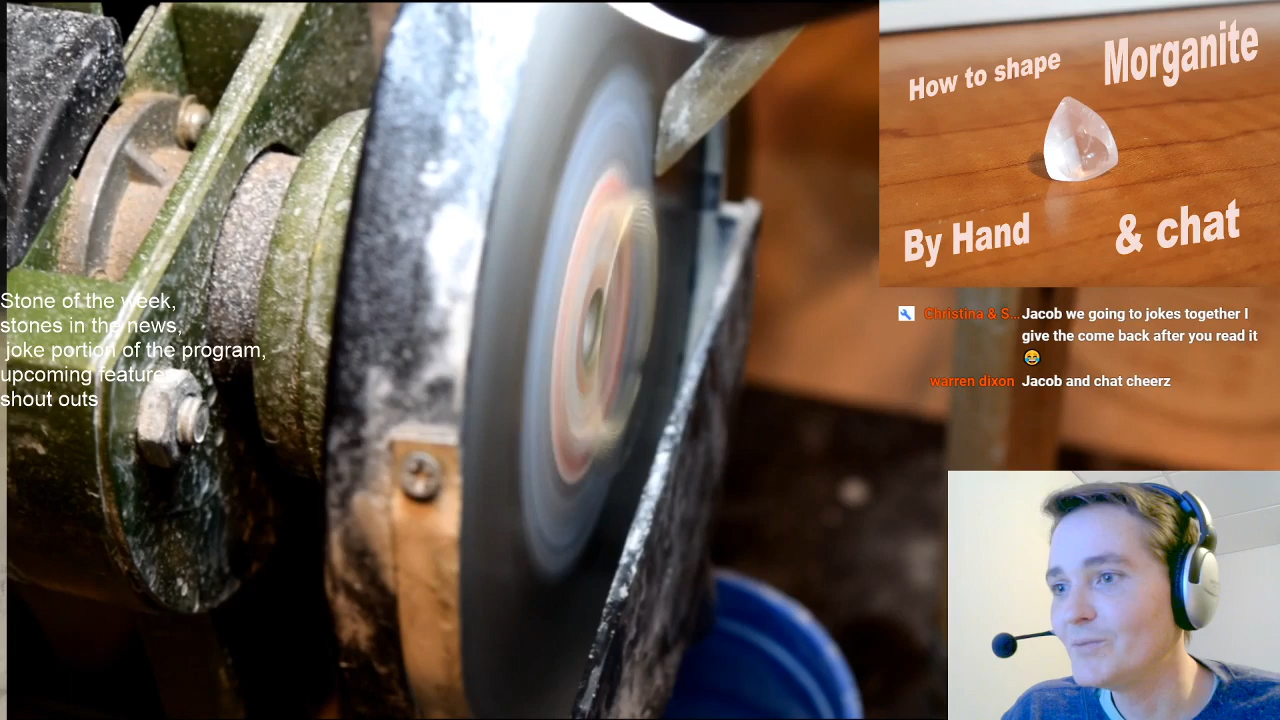 How to shape
Morganite
By Hand
& chat
Stone of the week,
stones in the news,
joke portion of the program,
upcoming features
shout outs
Christina & S... Jacob we going to jokes together I
give the come back after you read it
😂
warren dixon Jacob and chat cheerz